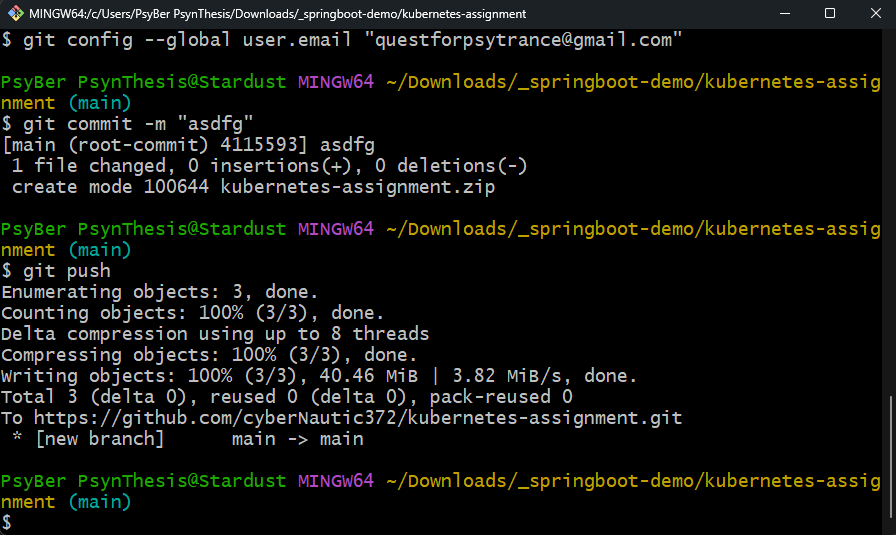 MINGW64:/c/Users/PsyBer PsynThesis/Downloads/_springboot-demo/kubernetes-assignment
$ git config --global user.email "questforpsytrance@gmail.com"
PsyBer PsynThesis@Stardust MINGW64 ~/Downloads/_springboot-demo/kubernetes-assig
nment (main)
$ git commit -m "asdfg"
[main (root-commit) 4115593] asdfg
 1 file changed, 0 insertions(+), 0 deletions(-)
 create mode 100644 kubernetes-assignment.zip
PsyBer PsynThesis@Stardust MINGW64 ~/Downloads/_springboot-demo/kubernetes-assig
nment (main)
$ git push
Enumerating objects: 3, done.
Counting objects: 100% (3/3), done.
Delta compression using up to 8 threads
Compressing objects: 100% (3/3), done.
Writing objects: 100% (3/3), 40.46 MiB | 3.82 MiB/s, done.
Total 3 (delta 0), reused 0 (delta 0), pack-reused 0
To https://github.com/cyberNautic372/kubernetes-assignment.git
 * [new branch]      main -> main
PsyBer PsynThesis@Stardust MINGW64 ~/Downloads/_springboot-demo/kubernetes-assig
nment (main)
$